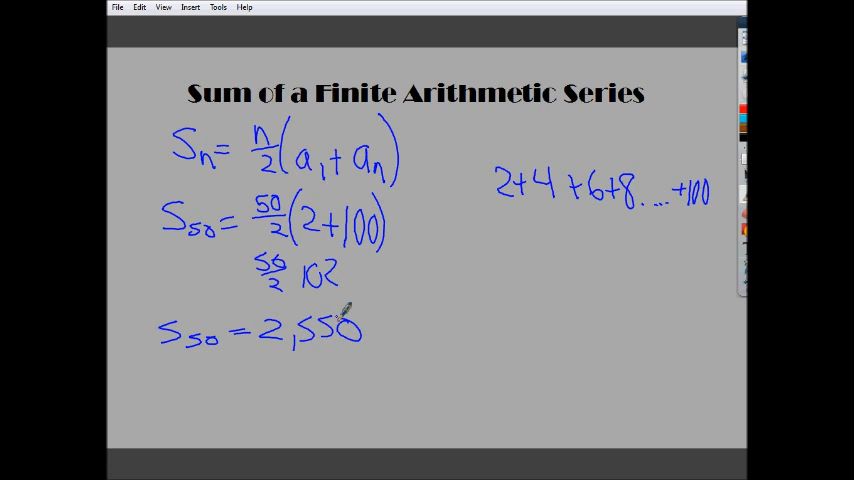 File Edit View Insert Tools Help
Sum of a Finite Arithmetic Series
Sn = n/2 (a1 + an)
2+4+6+8....+100
S50 = 50/2 (2+100)
50/2 102
S50 = 2,550